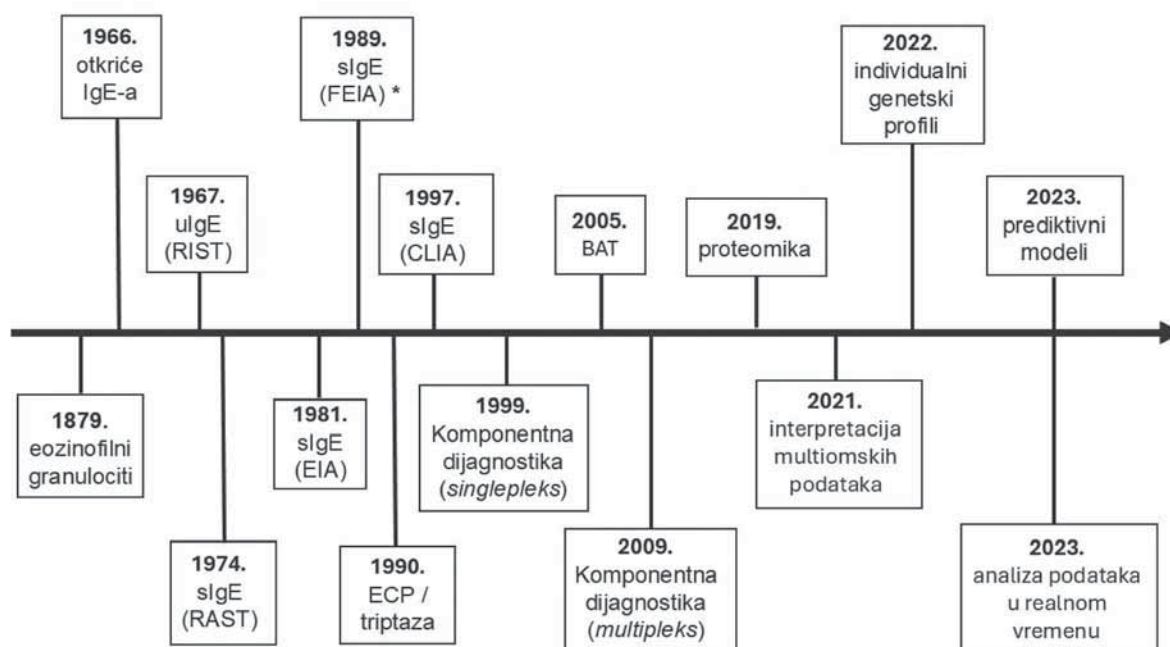 1966.
otkriće
IgE-a
1989.
sIgE
(FEIA) *
2022.
individualni
genetski
profili
1967.
uIgE
(RIST)
1997.
sIgE
(CLIA)
2005.
BAT
2019.
proteomika
2023.
prediktivni
modeli
1879.
eozinofilni
granulociti
1981.
sIgE
(EIA)
1999.
Komponentna
dijagnostika
(singlepleks)
2021.
interpretacija
multiomskih
podataka
1974.
sIgE
(RAST)
1990.
ECP /
triptaza
2009.
Komponentna
dijagnostika
(multipleks)
2023.
analiza podataka
u realnom
vremenu